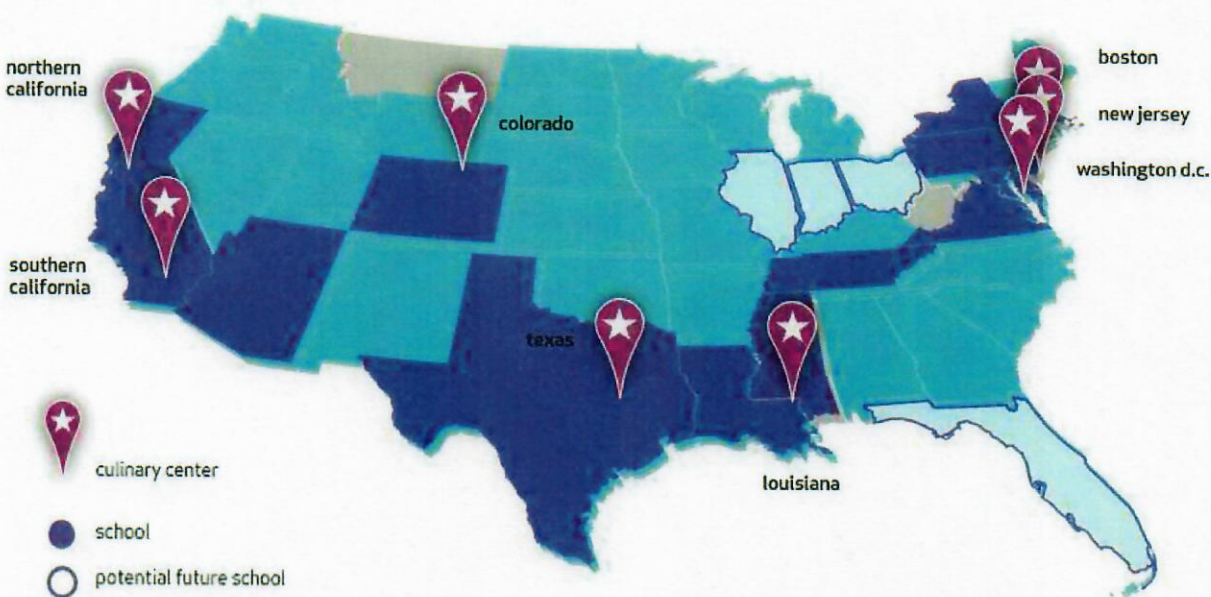 northern
california
southern
california
colorado
texas
louisiana
boston
new jersey
washington d.c.
culinary center
school
potential future school